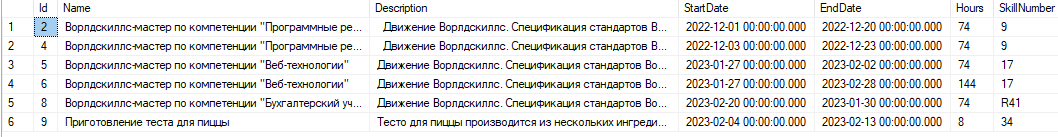 Id Name Description StartDate EndDate Hours SkillNumber
1 2 Ворлдскиллс-мастер по компетенции "Программные ре... Движение Ворлдскиллс. Спецификация стандартов В... 2022-12-01 00:00:00.000 2022-12-20 00:00:00.000 74 9
2 4 Ворлдскиллс-мастер по компетенции "Программные ре... Движение Ворлдскиллс. Спецификация стандартов В... 2022-12-03 00:00:00.000 2022-12-23 00:00:00.000 74 9
3 5 Ворлдскиллс-мастер по компетенции "Веб-технологии" Движение Ворлдскиллс. Спецификация стандартов Во... 2023-01-27 00:00:00.000 2023-02-02 00:00:00.000 74 17
4 6 Ворлдскиллс-мастер по компетенции "Веб-технологии" Движение Ворлдскиллс. Спецификация стандартов Во... 2023-01-27 00:00:00.000 2023-02-28 00:00:00.000 144 17
5 8 Ворлдскиллс-мастер по компетенции "Бухгалтерский уч... Движение Ворлдскиллс. Спецификация стандартов Во... 2023-02-20 00:00:00.000 2023-01-30 00:00:00.000 74 R41
6 9 Приготовление теста для пиццы Тесто для пиццы производится из нескольких ингреди... 2023-02-04 00:00:00.000 2023-02-13 00:00:00.000 8 34